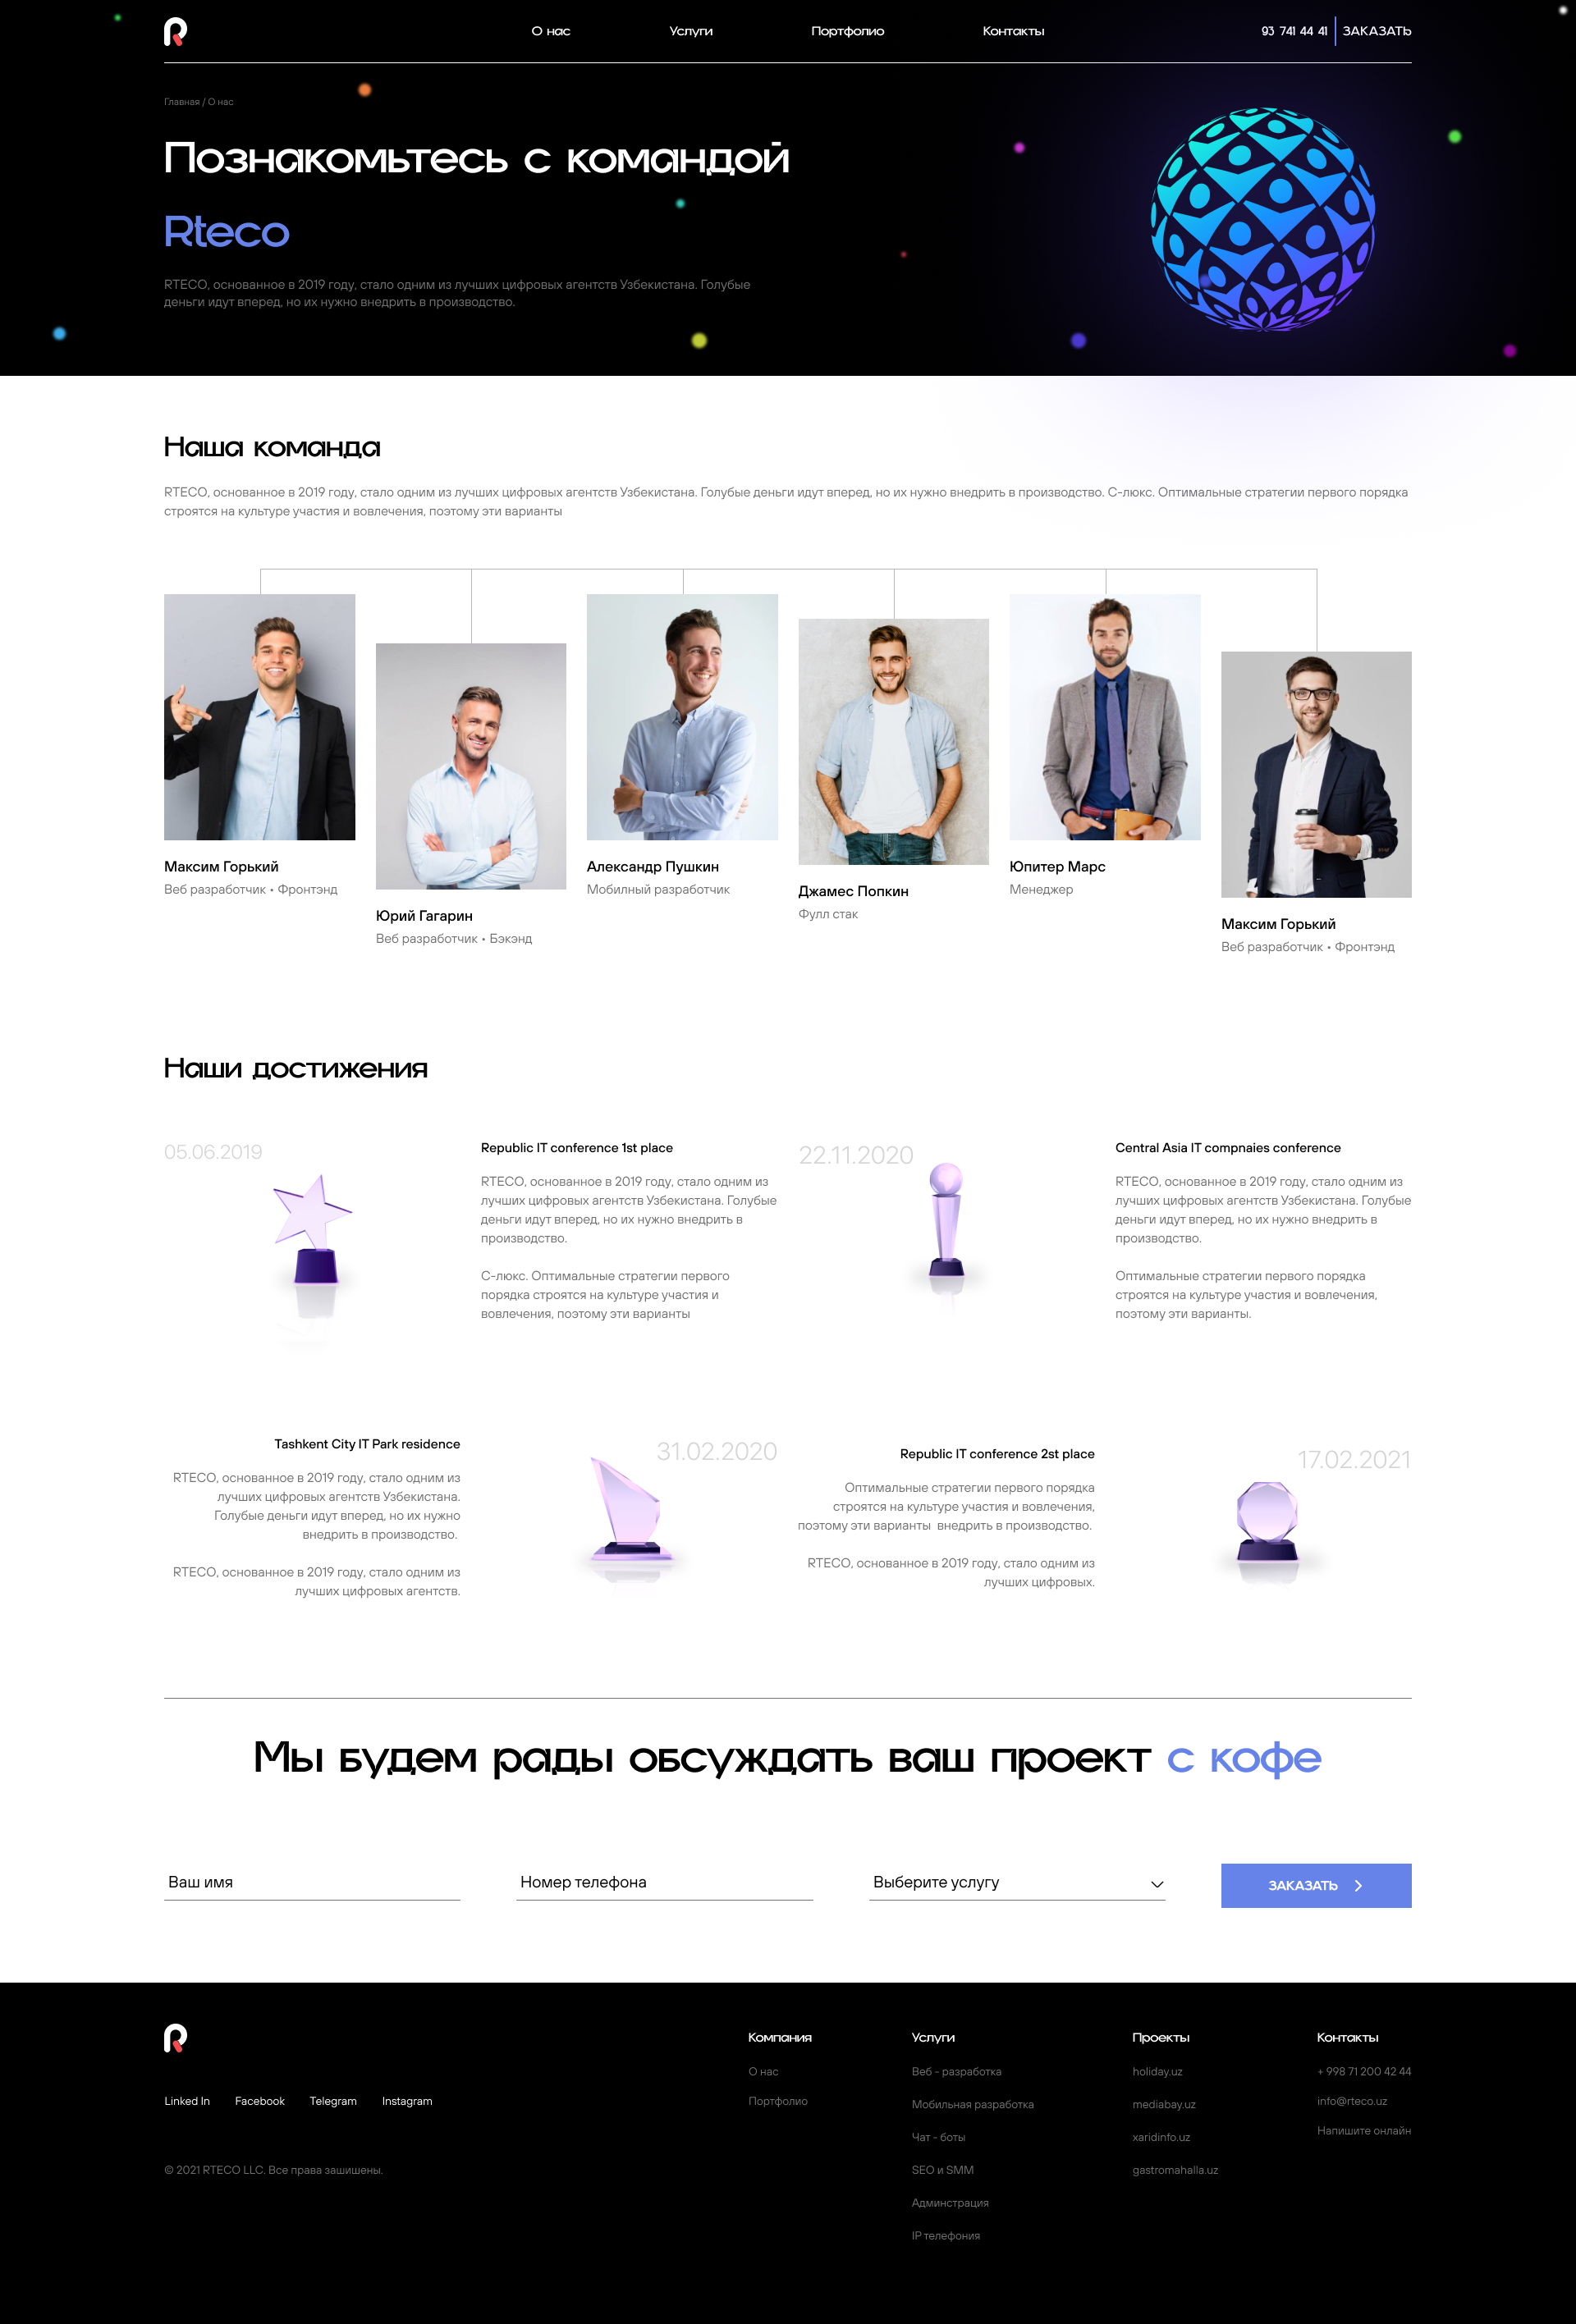 О нас
Услуги
Портфолио
Контакты
93 741 44 41
ЗАКАЗАТЬ
Главная / О нас
Познакомьтесь с командой
Rteco
RTECO, основанное в 2019 году, стало одним из лучших цифровых агентств Узбекистана. Голубые
деньги идут вперед, но их нужно внедрить в производство.
Наша команда
RTECO, основанное в 2019 году, стало одним из лучших цифровых агентств Узбекистана. Голубые деньги идут вперед, но их нужно внедрить в производство. С-люкс. Оптимальные стратегии первого порядка
строятся на культуре участия и вовлечения, поэтому эти варианты
Максим Горький
Веб разработчик • Фронтэнд
Юрий Гагарин
Веб разработчик • Бэкэнд
Александр Пушкин
Мобилный разработчик
Джамес Попкин
Фулл стак
Юпитер Марс
Менеджер
Максим Горький
Веб разработчик • Фронтэнд
Наши достижения
05.06.2019
Republic IT conference 1st place
RTECO, основанное в 2019 году, стало одним из
лучших цифровых агентств Узбекистана. Голубые
деньги идут вперед, но их нужно внедрить в
производство.
С-люкс. Оптимальные стратегии первого
порядка строятся на культуре участия и
вовлечения, поэтому эти варианты
22.11.2020
Central Asia IT compnaies conference
RTECO, основанное в 2019 году, стало одним из
лучших цифровых агентств Узбекистана. Голубые
деньги идут вперед, но их нужно внедрить в
производство.
Оптимальные стратегии первого порядка
строятся на культуре участия и вовлечения,
поэтому эти варианты.
Tashkent City IT Park residence
RTECO, основанное в 2019 году, стало одним из
лучших цифровых агентств Узбекистана.
Голубые деньги идут вперед, но их нужно
внедрить в производство.
RTECO, основанное в 2019 году, стало одним из
лучших цифровых агентств.
31.02.2020
Republic IT conference 2st place
Оптимальные стратегии первого порядка
строятся на культуре участия и вовлечения,
поэтому эти варианты  внедрить в производство.
RTECO, основанное в 2019 году, стало одним из
лучших цифровых.
17.02.2021
Мы будем рады обсуждать ваш проект с кофе
Ваш имя
Номер телефона
Выберите услугу
ЗАКАЗАТЬ
Linked In
Facebook
Telegram
Instagram
© 2021 RTECO LLC. Все права зашишены.
Компания
О нас
Портфолио
Услуги
Веб - разработка
Мобильная разработка
Чат - боты
SEO и SMM
Админстрация
IP телефония
Проекты
holiday.uz
mediabay.uz
xaridinfo.uz
gastromahalla.uz
Контакты
+ 998 71 200 42 44
info@rteco.uz
Напишите онлайн